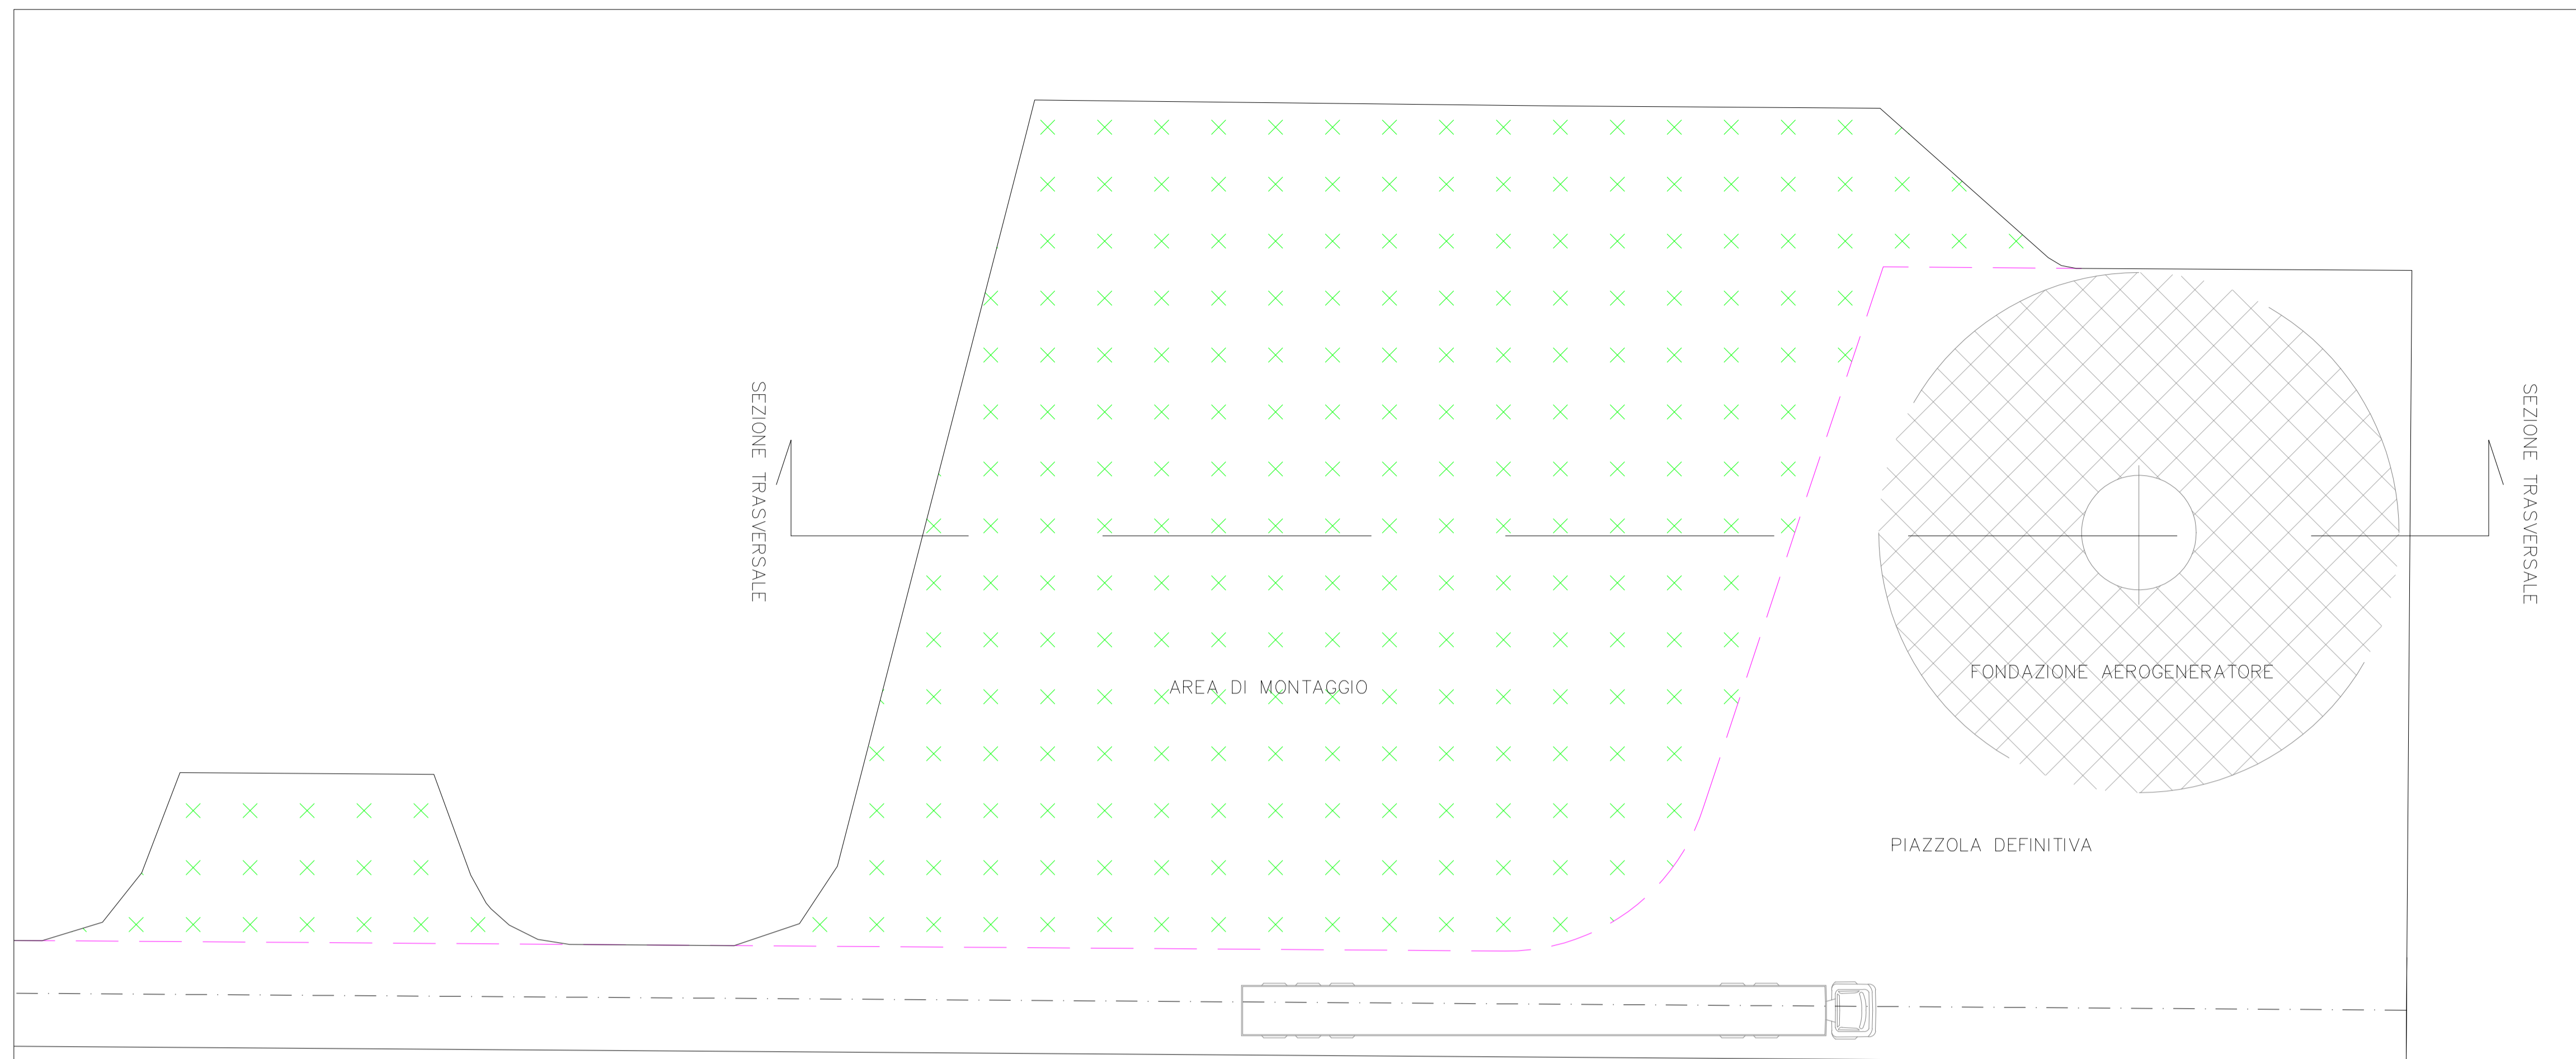 SEZIONE TRASVERSALE
SEZIONE TRASVERSALE
AREA DI MONTAGGIO
FONDAZIONE AEROGENERATORE
PIAZZOLA DEFINITIVA